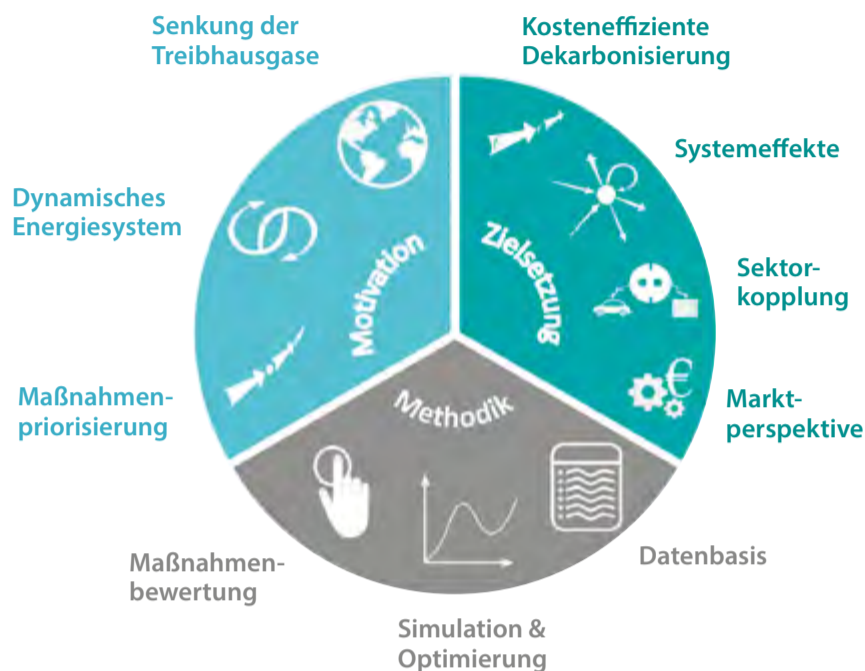 Senkung der
Treibhausgase
Kosteneffiziente
Dekarbonisierung
Systemeffekte
Dynamisches
Energiesystem
Motivation
Zielsetzung
Sektor-
kopplung
€
Maßnahmen-
priorisierung
Methodik
Markt-
perspektive
Maßnahmen-
bewertung
Datenbasis
Simulation &
Optimierung